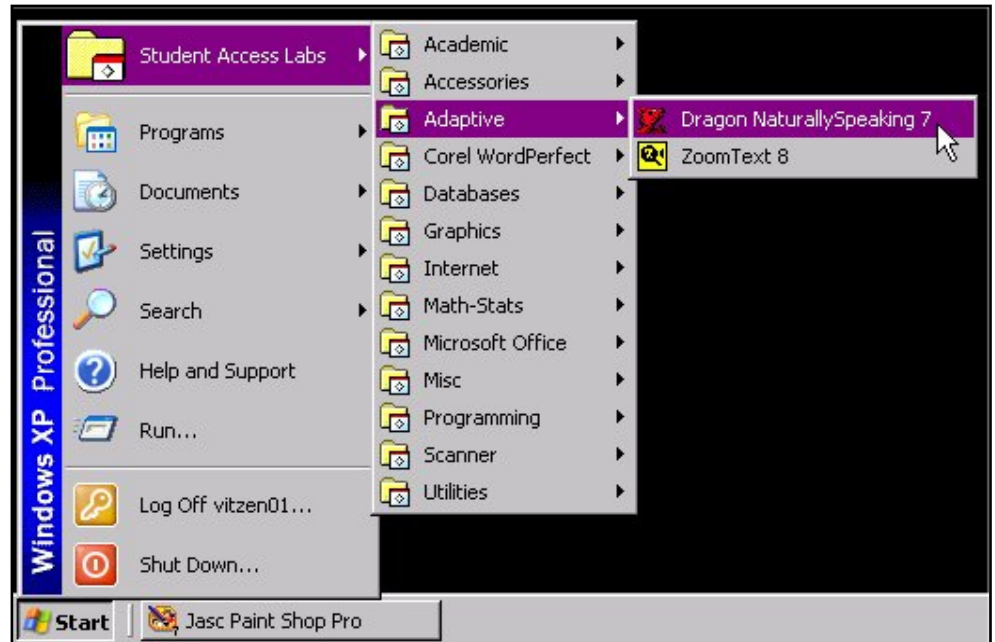 Student Access Labs
Programs
Documents
Settings
Search
Help and Support
Run...
Log Off vitzen01...
Shut Down...
Windows XP Professional
Academic
Accessories
Adaptive
Corel WordPerfect
Databases
Graphics
Internet
Math-Stats
Microsoft Office
Misc
Programming
Scanner
Utilities
Dragon NaturallySpeaking 7
ZoomText 8
Start
Jasc Paint Shop Pro